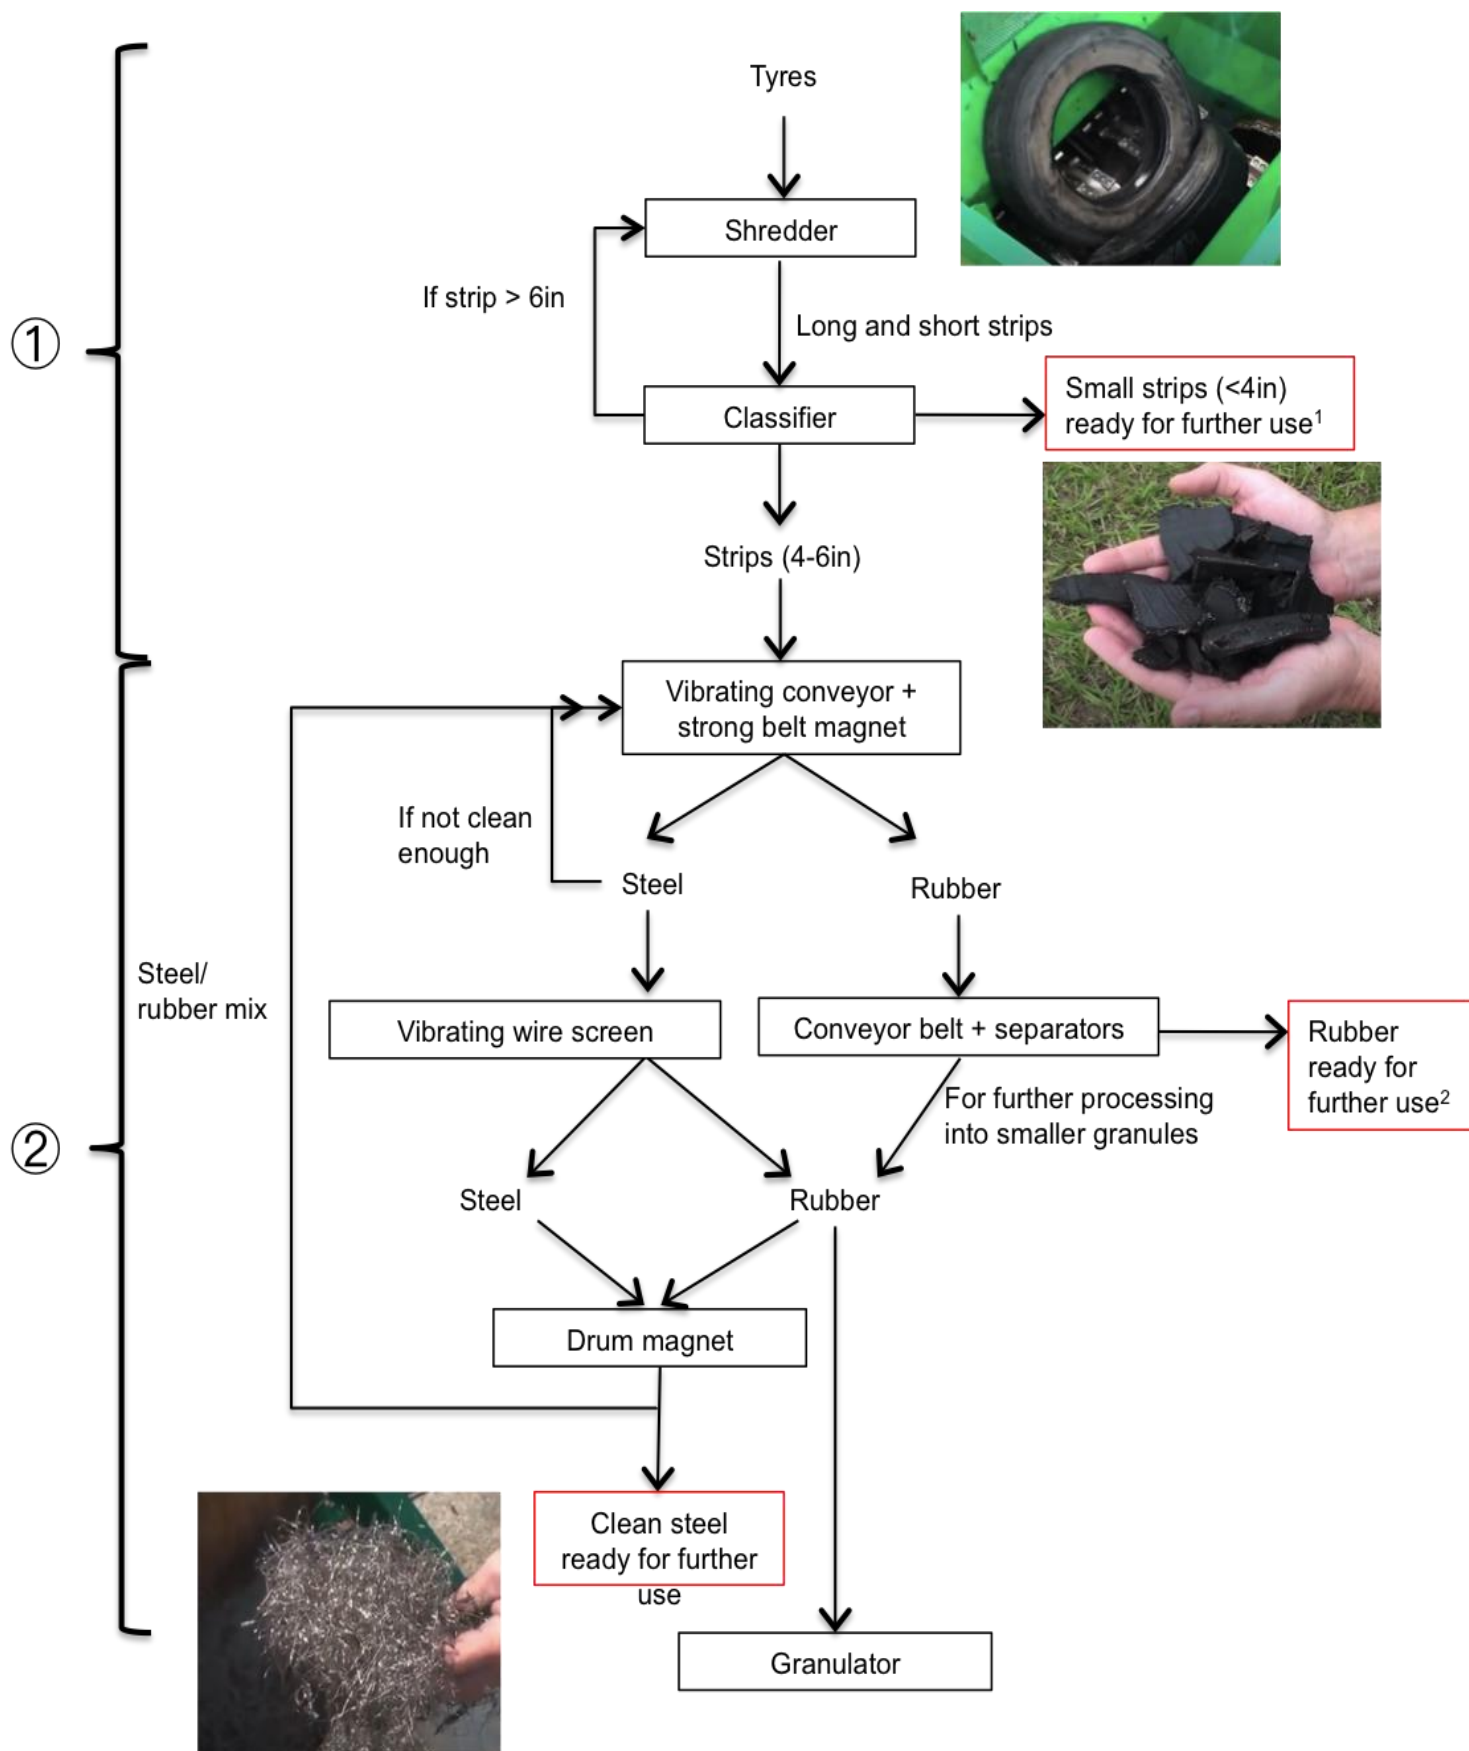 Tyres
Shredder
If strip > 6in
Long and short strips
①
Classifier
Small strips (<4in)
ready for further use¹
Strips (4-6in)
Vibrating conveyor +
strong belt magnet
If not clean
enough
Steel
Rubber
Steel/
rubber mix
Vibrating wire screen
Conveyor belt + separators
Rubber
ready for
further use²
For further processing
into smaller granules
②
Steel
Rubber
Drum magnet
Clean steel
ready for further
use
Granulator